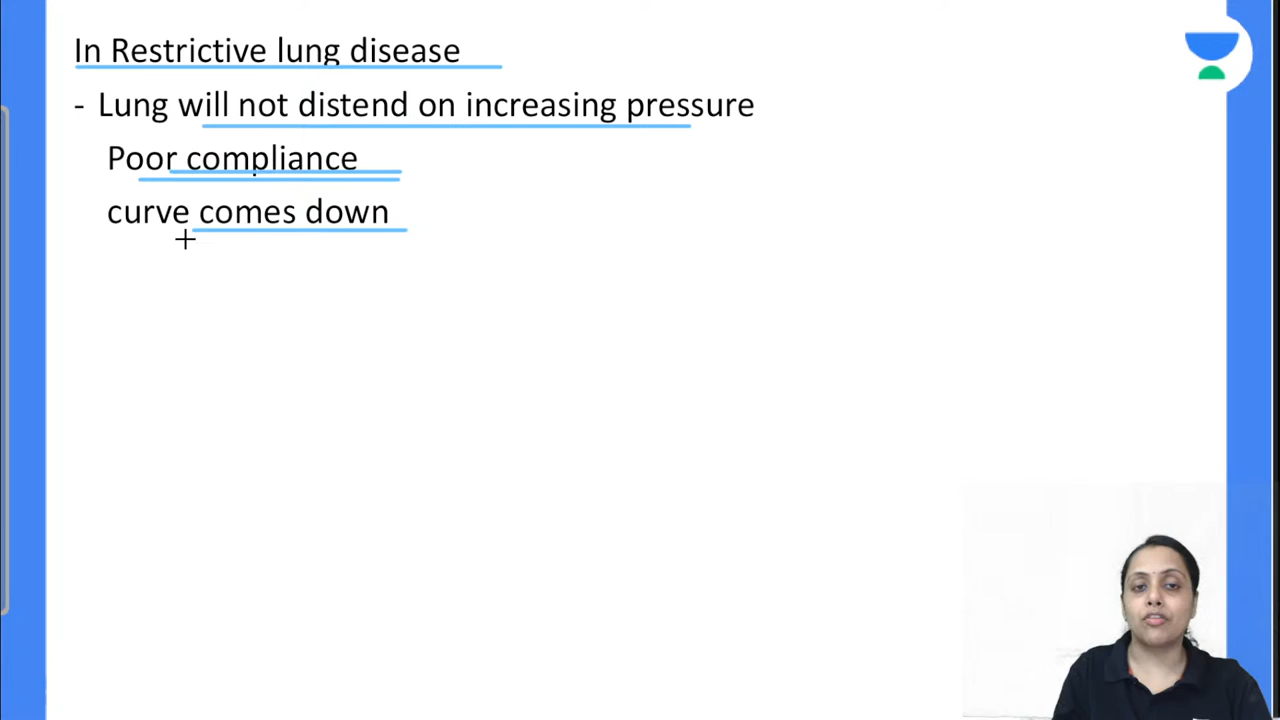 In Restrictive lung disease
- Lung will not distend on increasing pressure
Poor compliance
curve comes down